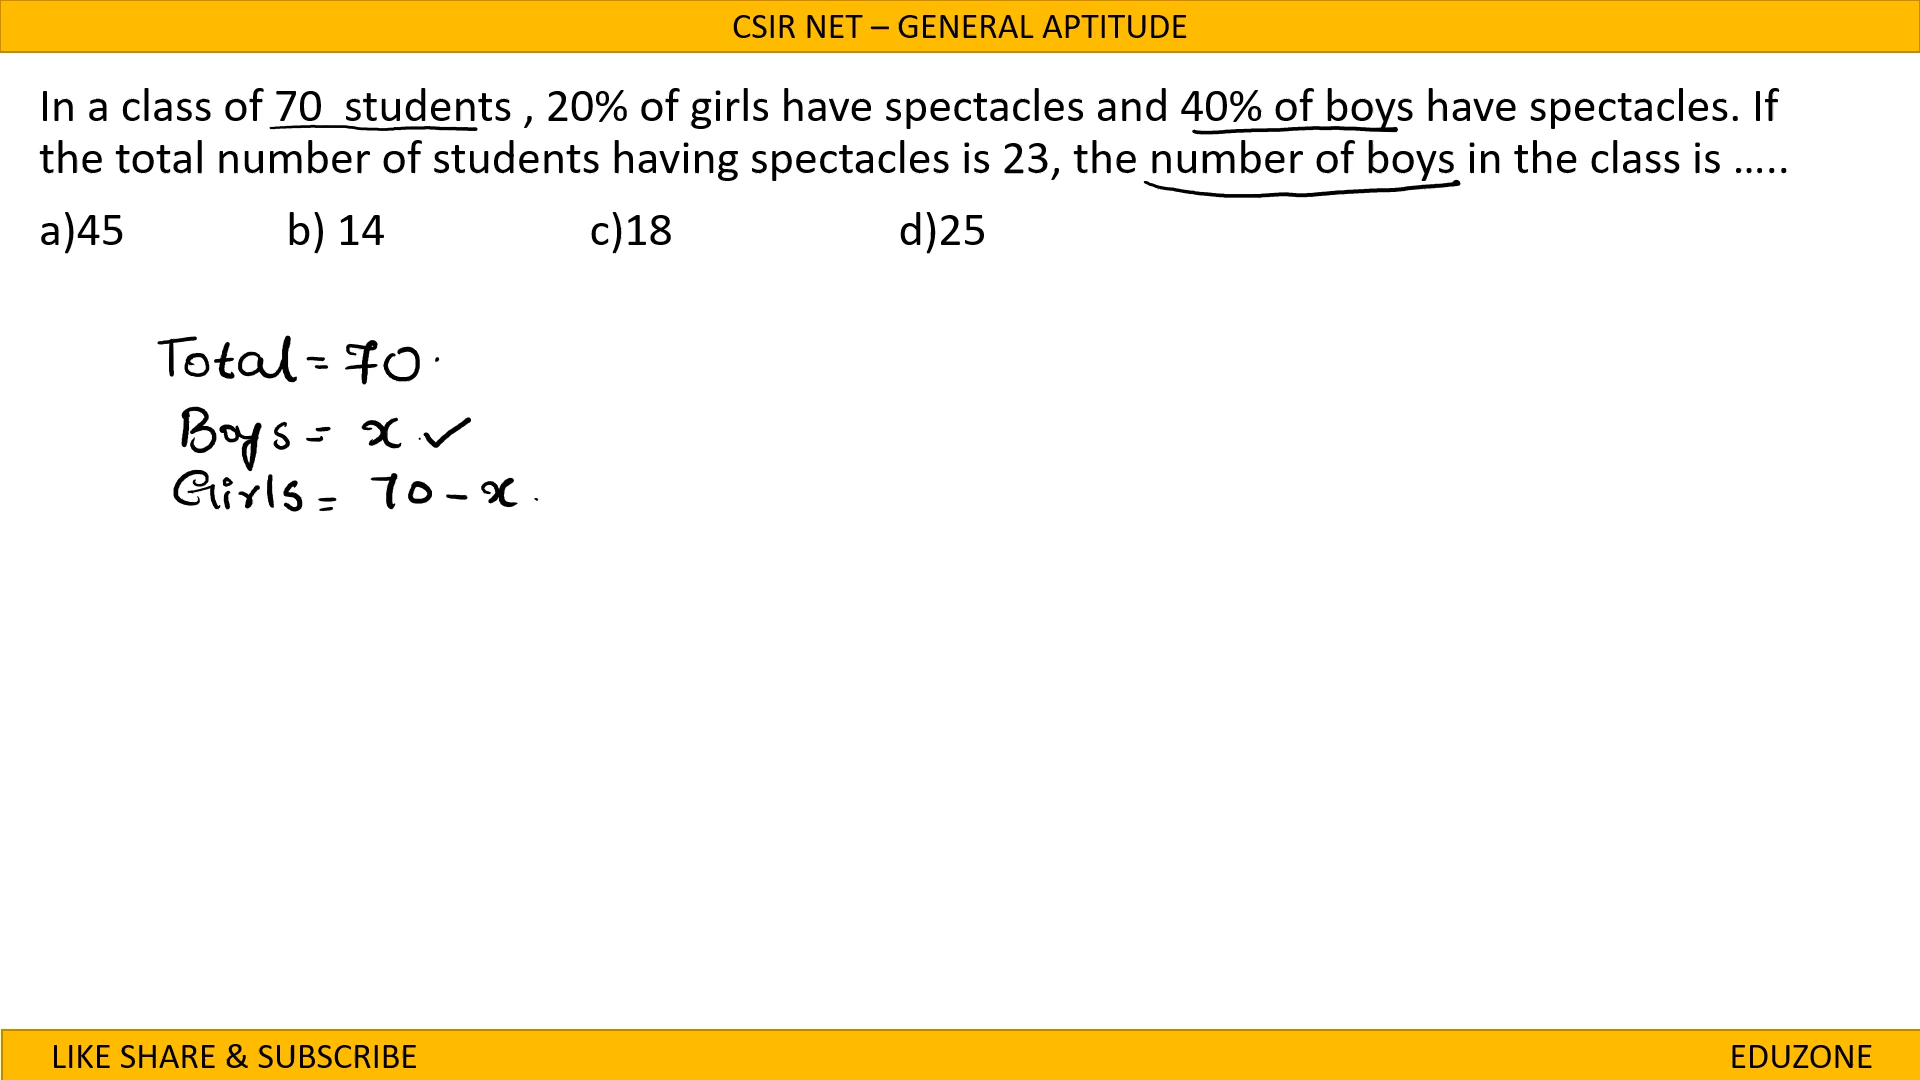 CSIR NET – GENERAL APTITUDE
In a class of 70 students , 20% of girls have spectacles and 40% of boys have spectacles. If
the total number of students having spectacles is 23, the number of boys in the class is …..
a)45 b) 14 c)18 d)25
Total = 70.
Boys = x ✓
Girls = 70 - x.
LIKE SHARE & SUBSCRIBE EDUZONE